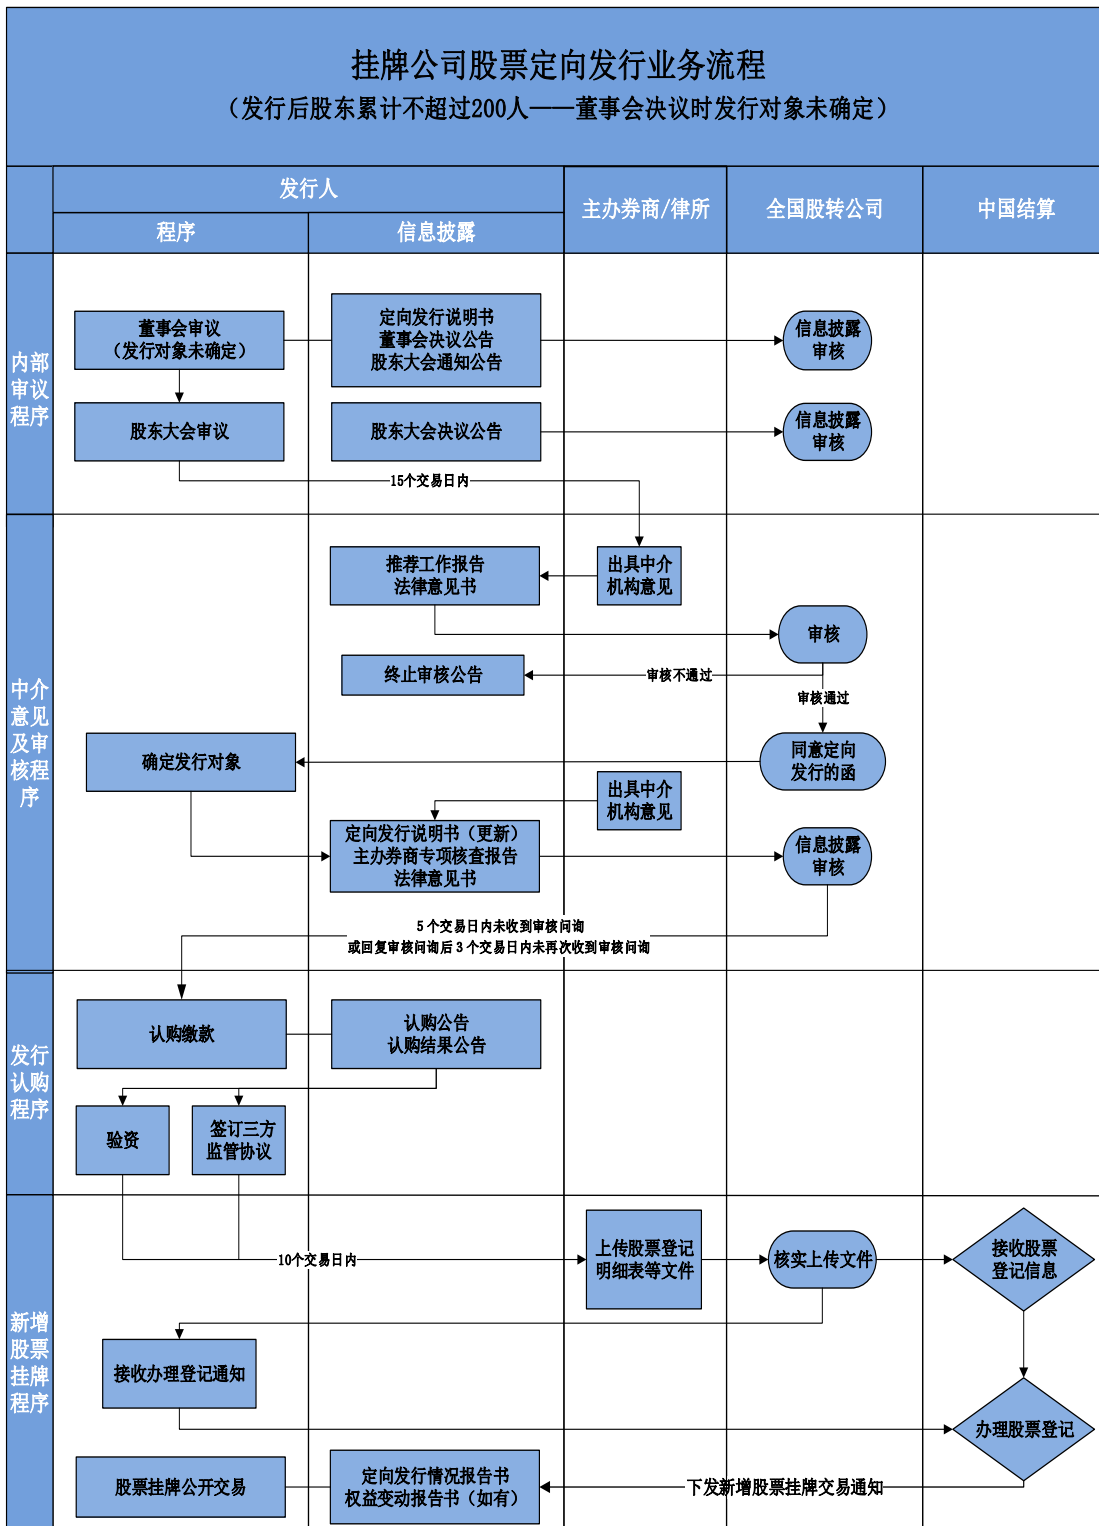 挂牌公司股票定向发行业务流程
（发行后股东累计不超过200人——董事会决议时发行对象未确定）
发行人
程序
信息披露
主办券商/律所
全国股转公司
中国结算
内部
审议
程序
董事会审议
（发行对象未确定）
定向发行说明书
董事会决议公告
股东大会通知公告
信息披露
审核
股东大会审议
股东大会决议公告
信息披露
审核
15个交易日内
中介
意见
及审
核程
序
推荐工作报告
法律意见书
出具中介
机构意见
审核
终止审核公告
审核不通过
审核通过
确定发行对象
同意定向
发行的函
出具中介
机构意见
定向发行说明书（更新）
主办券商专项核查报告
法律意见书
信息披露
审核
5 个交易日内未收到审核问询
或回复审核问询后 3 个交易日内未再次收到审核问询
发行
认购
程序
认购缴款
认购公告
认购结果公告
验资
签订三方
监管协议
新增
股票
挂牌
程序
10个交易日内
上传股票登记
明细表等文件
核实上传文件
接收股票
登记信息
接收办理登记通知
办理股票登记
股票挂牌公开交易
定向发行情况报告书
权益变动报告书（如有）
下发新增股票挂牌交易通知